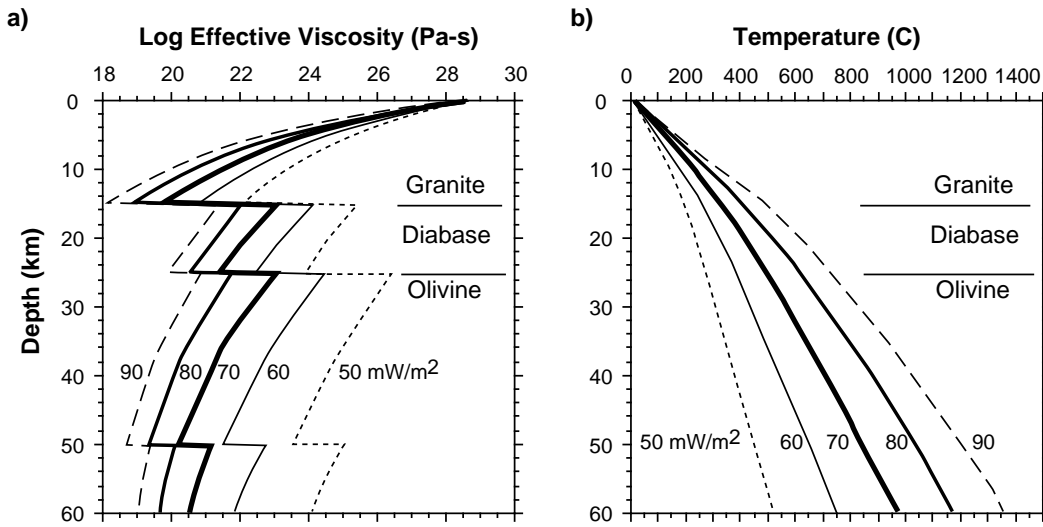 a)
Log Effective Viscosity (Pa-s)
18 20 22 24 26 28 30
0
10
20
30
40
50
60
Depth (km)
Granite
Diabase
Olivine
90 80 70 60 50 mW/m2
b)
Temperature (C)
0 200 400 600 800 1000 1200 1400
0
10
20
30
40
50
60
Granite
Diabase
Olivine
50 mW/m2 60 70 80 90